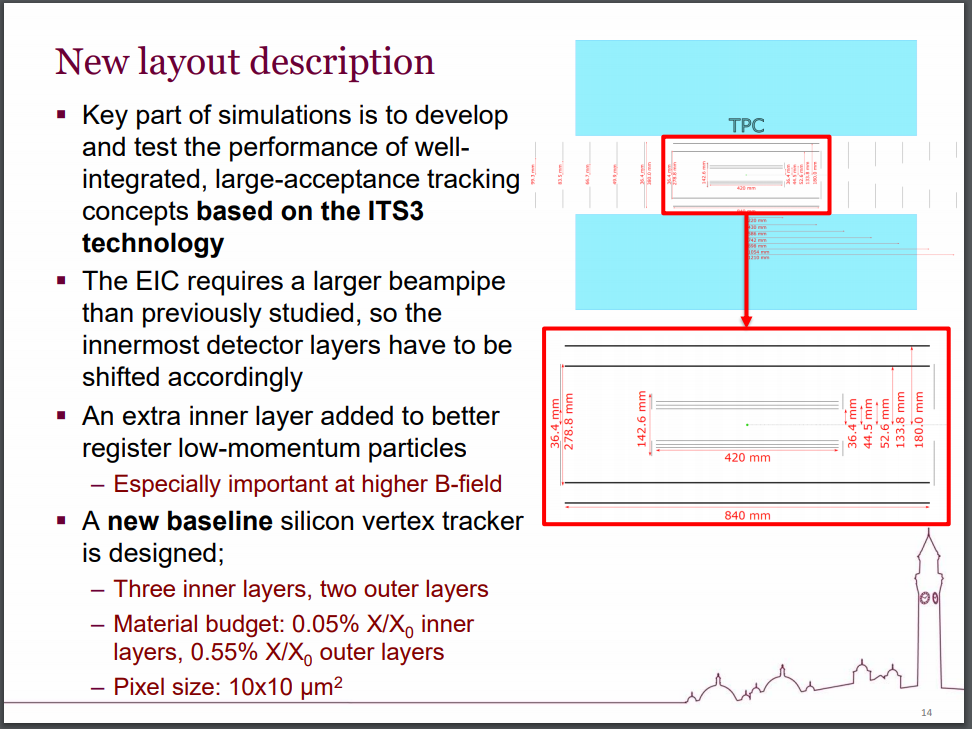 New layout description
▪ Key part of simulations is to develop
and test the performance of well-
integrated, large-acceptance tracking
concepts based on the ITS3
technology
▪ The EIC requires a larger beampipe
than previously studied, so the
innermost detector layers have to be
shifted accordingly
▪ An extra inner layer added to better
register low-momentum particles
– Especially important at higher B-field
▪ A new baseline silicon vertex tracker
is designed;
– Three inner layers, two outer layers
– Material budget: 0.05% X/X₀ inner
layers, 0.55% X/X₀ outer layers
– Pixel size: 10x10 μm²
TPC
420 mm
36.4 mm
278.8 mm
142.6 mm
420 mm
36.4 mm
44.5 mm
52.6 mm
133.8 mm
180.0 mm
840 mm
14